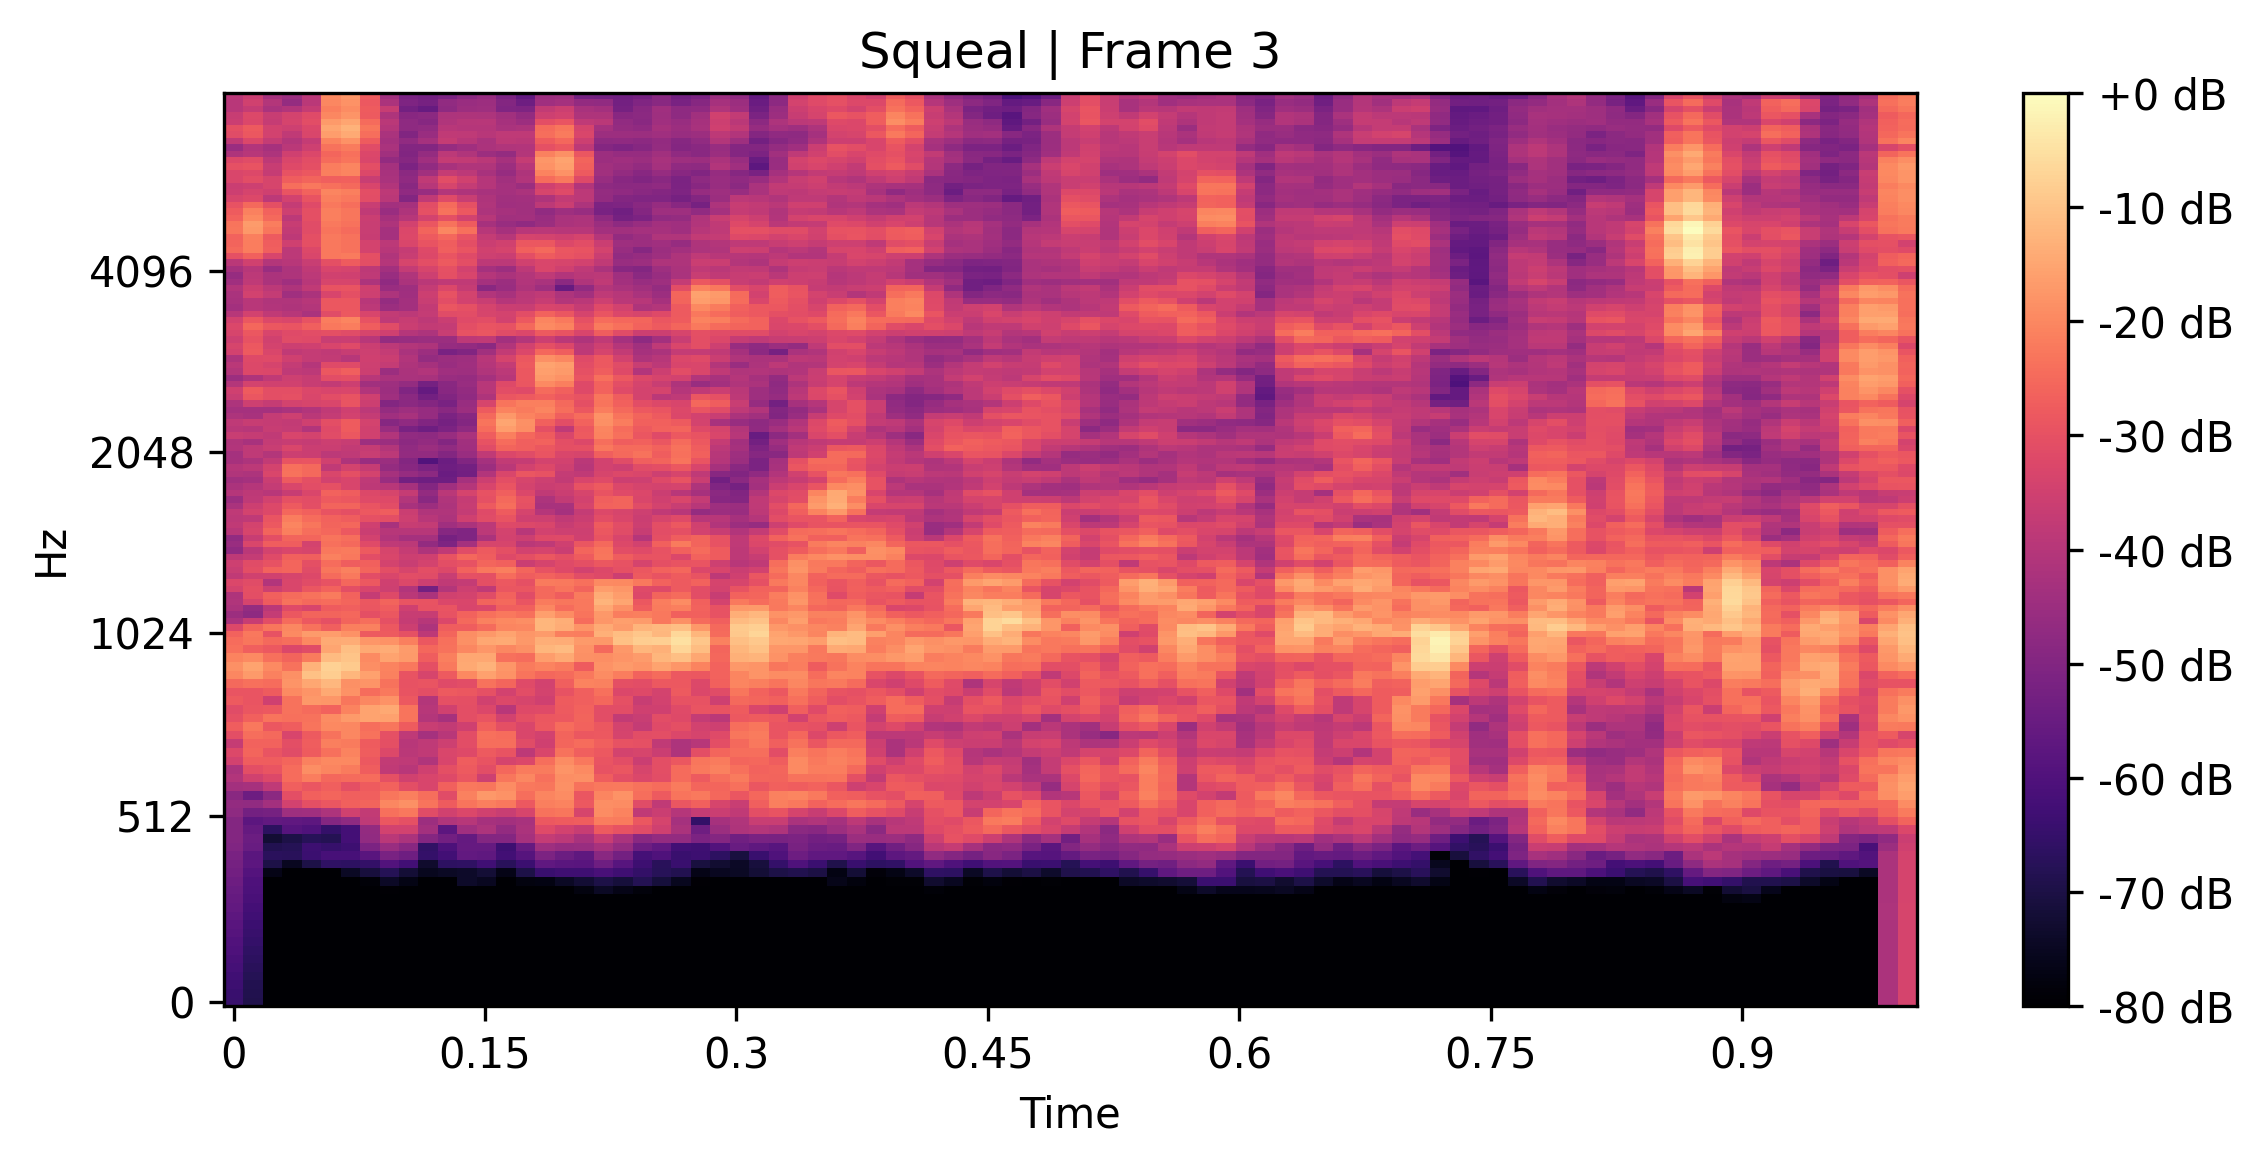 Squeal | Frame 3
+0 dB
-10 dB
4096
-20 dB
-30 dB
2048
-40 dB
Hz
1024
-50 dB
512
-60 dB
-70 dB
0
-80 dB
0 0.15 0.3 0.45 0.6 0.75 0.9
Time